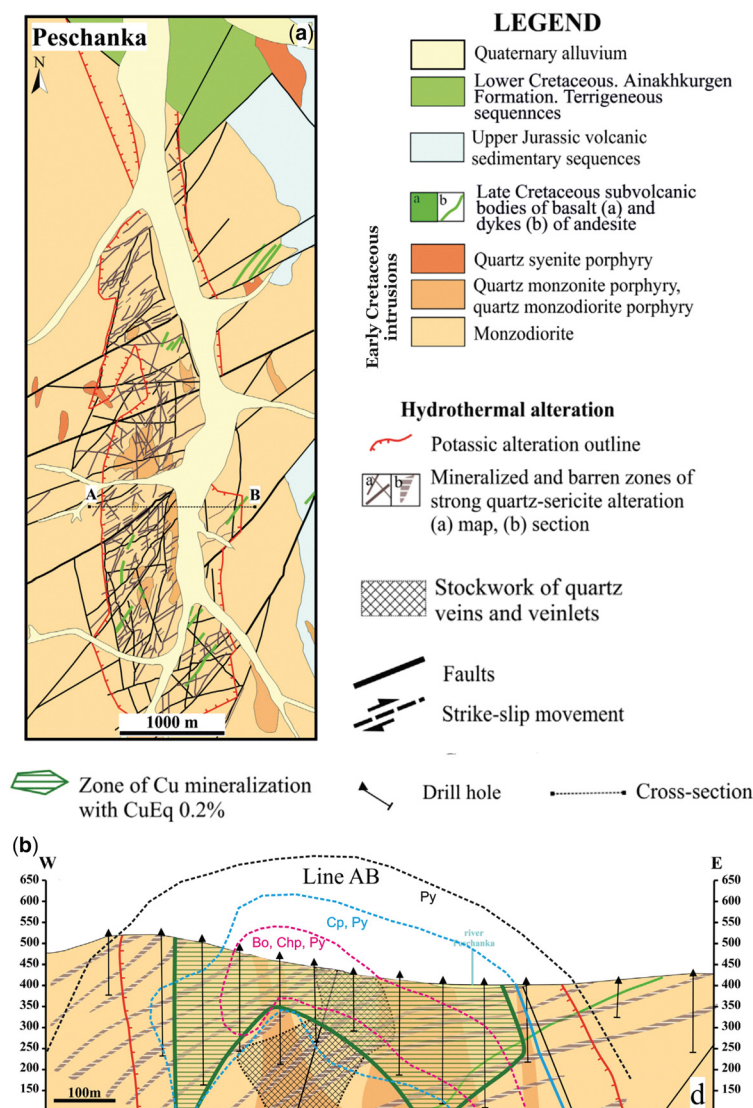 Peschanka
(a)
N
A
B
1000 m
LEGEND
Quaternary alluvium
Lower Cretaceous. Ainakhkurgen
Formation. Terrigeneous
sequennces
Upper Jurassic volcanic
sedimentary sequences
a
b
Late Cretaceous subvolcanic
bodies of basalt (a) and
dykes (b) of andesite
Early Cretaceous
intrusions
Quartz syenite porphyry
Quartz monzonite porphyry,
quartz monzodiorite porphyry
Monzodiorite
Hydrothermal alteration
Potassic alteration outline
a
b
Mineralized and barren zones of
strong quartz-sericite alteration
(a) map, (b) section
Stockwork of quartz
veins and veinlets
Faults
Strike-slip movement
Zone of Cu mineralization
with CuEq 0.2%
Drill hole
Cross-section
(b)
W
E
Line AB
Py
Cp, Py
Bo, Chp, Py
river
Peschanka
650
600
550
500
450
400
350
300
250
200
150
650
600
550
500
450
400
350
300
250
200
150
100m
d